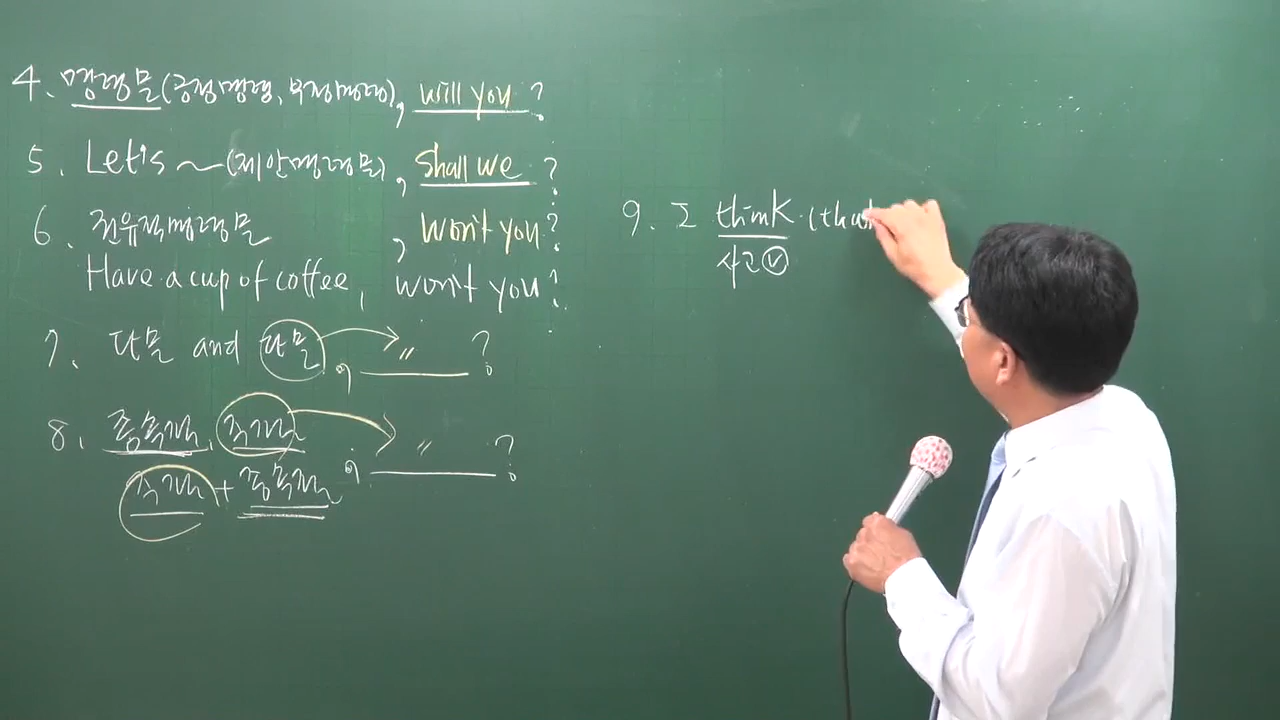 4. 명령문(긍정명령, 부정명령), will you?
5. Let's ~(제안명령문), shall we?
6. 권유적명령문, won't you?
Have a cup of coffee, won't you?
7. 단문 and 단문, 〃 ?
8. 종속절, 주절
주절 + 종속절, 〃 ?
9. I think (that
사고 ⓥ